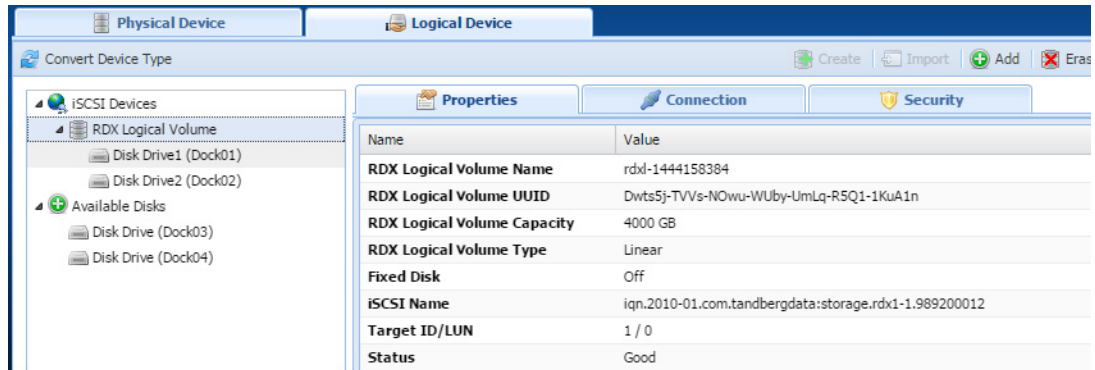 Physical Device
Logical Device
Convert Device Type
Create
Import
Add
Eras
iSCSI Devices
RDX Logical Volume
Disk Drive1 (Dock01)
Disk Drive2 (Dock02)
Available Disks
Disk Drive (Dock03)
Disk Drive (Dock04)
Properties
Connection
Security
Name Value
RDX Logical Volume Name rdxl-1444158384
RDX Logical Volume UUID Dwts5j-TVVs-NOwu-WUby-UmLq-R5Q1-1KuA1n
RDX Logical Volume Capacity 4000 GB
RDX Logical Volume Type Linear
Fixed Disk Off
iSCSI Name iqn.2010-01.com.tandbergdata:storage.rdx1-1.989200012
Target ID/LUN 1 / 0
Status Good